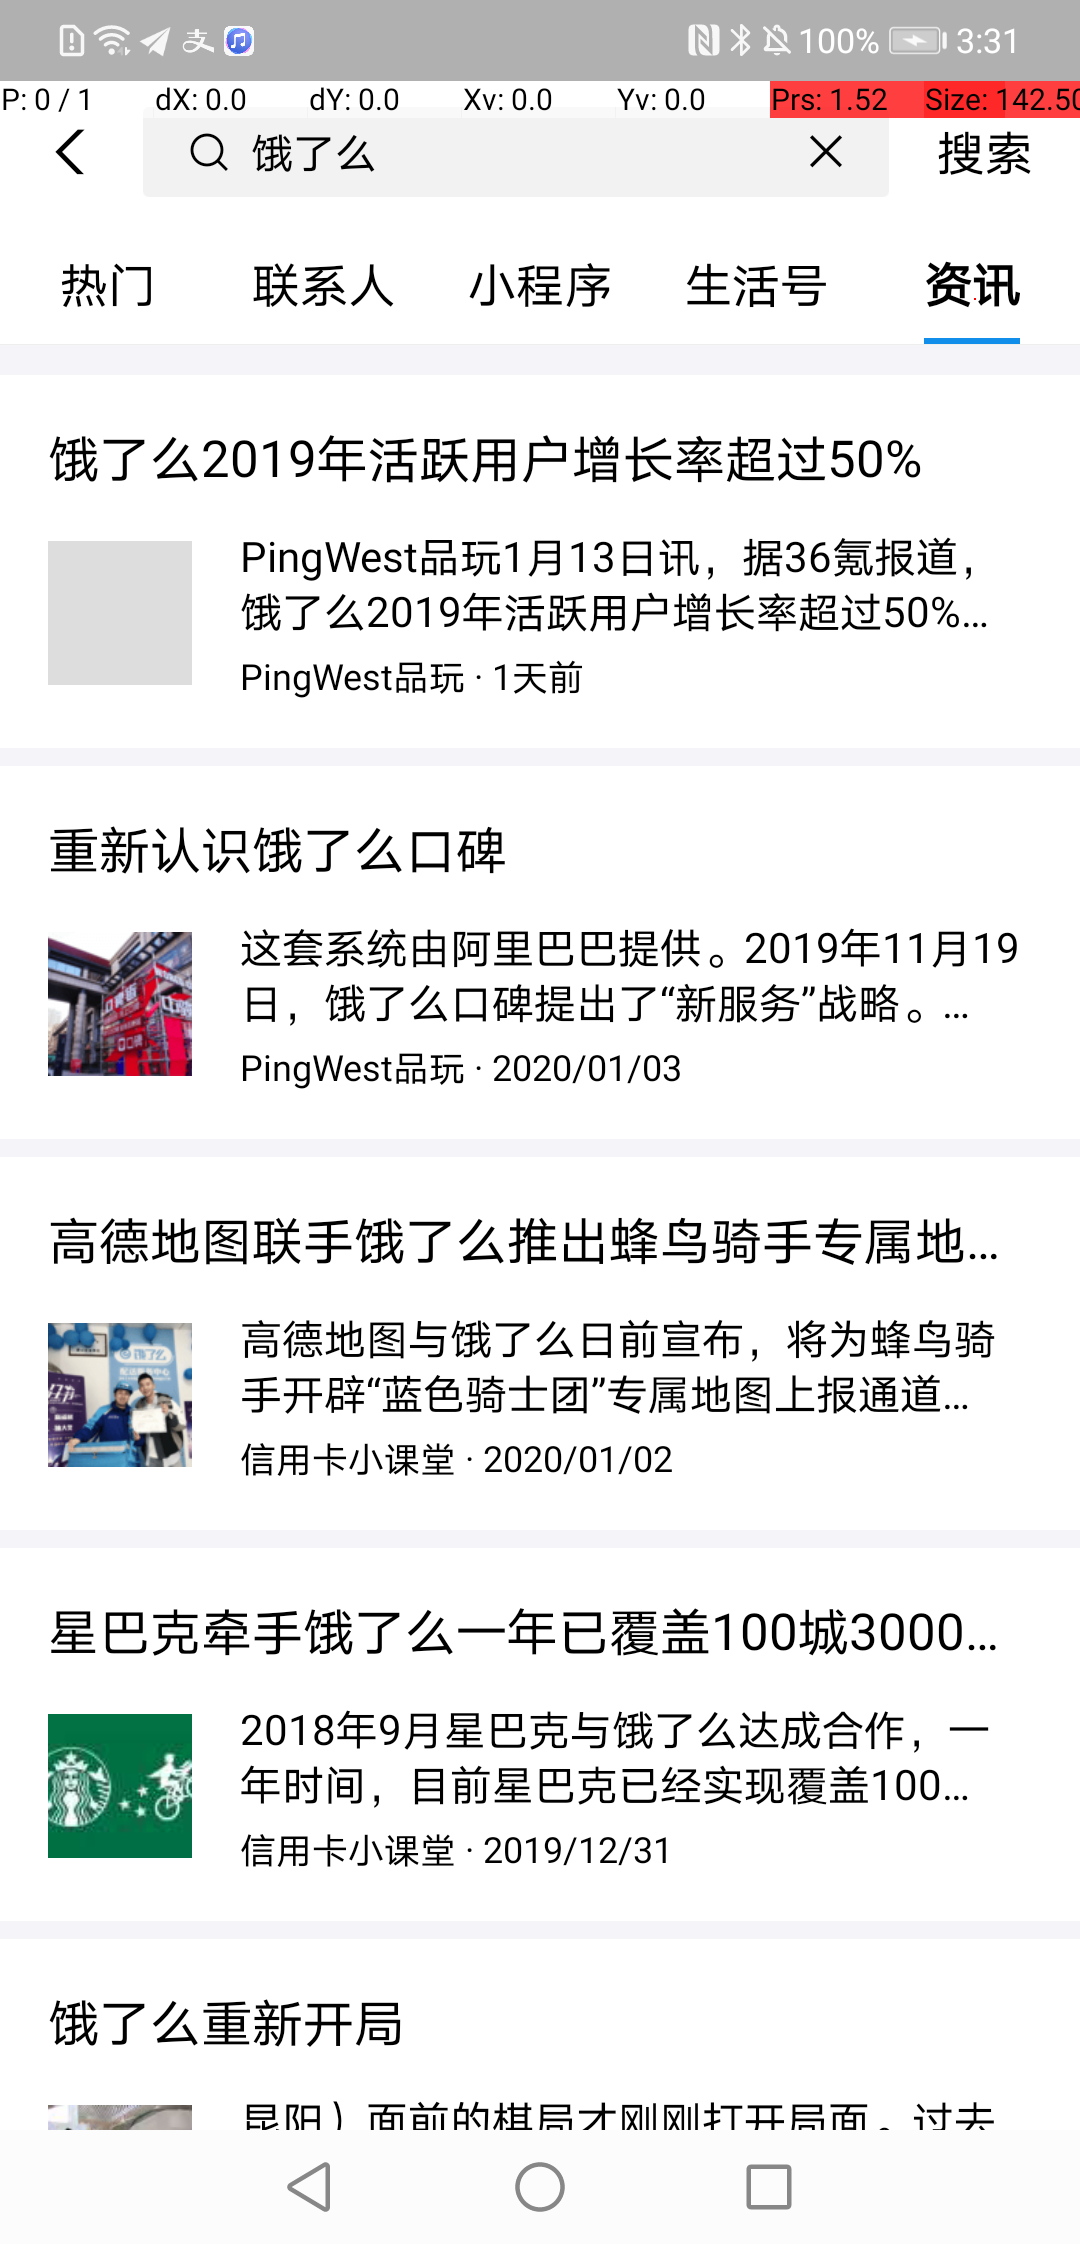 100% 3:31
P: 0 / 1 dX: 0.0 dY: 0.0 Xv: 0.0 Yv: 0.0 Prs: 1.52 Size: 142.50
饿了么 搜索
热门 联系人 小程序 生活号 资讯
饿了么2019年活跃用户增长率超过50%
PingWest品玩1月13日讯，据36氪报道，
饿了么2019年活跃用户增长率超过50%…
PingWest品玩 · 1天前
重新认识饿了么口碑
这套系统由阿里巴巴提供。2019年11月19
日，饿了么口碑提出了“新服务”战略。…
PingWest品玩 · 2020/01/03
高德地图联手饿了么推出蜂鸟骑手专属地…
高德地图与饿了么日前宣布，将为蜂鸟骑
手开辟“蓝色骑士团”专属地图上报通道…
信用卡小课堂 · 2020/01/02
星巴克牵手饿了么一年已覆盖100城3000…
2018年9月星巴克与饿了么达成合作，一
年时间，目前星巴克已经实现覆盖100…
信用卡小课堂 · 2019/12/31
饿了么重新开局
昆阳）面前的棋局才刚刚打开局面。过去